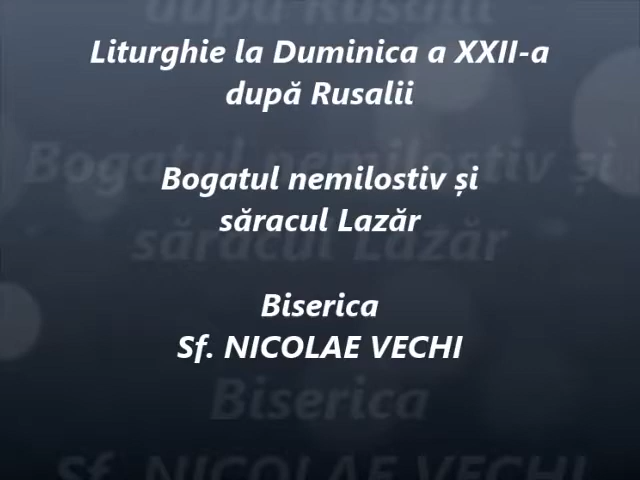 Liturghie la Duminica a XXII-a
după Rusalii
Bogatul nemilostiv și
săracul Lazăr
Biserica
Sf. NICOLAE VECHI